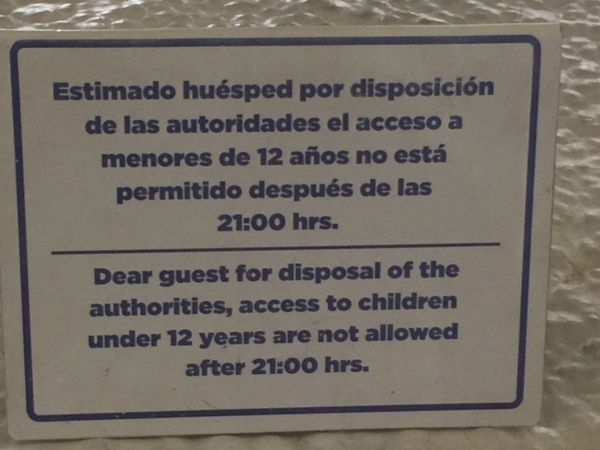 Estimado huésped por disposición
de las autoridades el acceso a
menores de 12 años no está
permitido después de las
21:00 hrs.
Dear guest for disposal of the
authorities, access to children
under 12 years are not allowed
after 21:00 hrs.